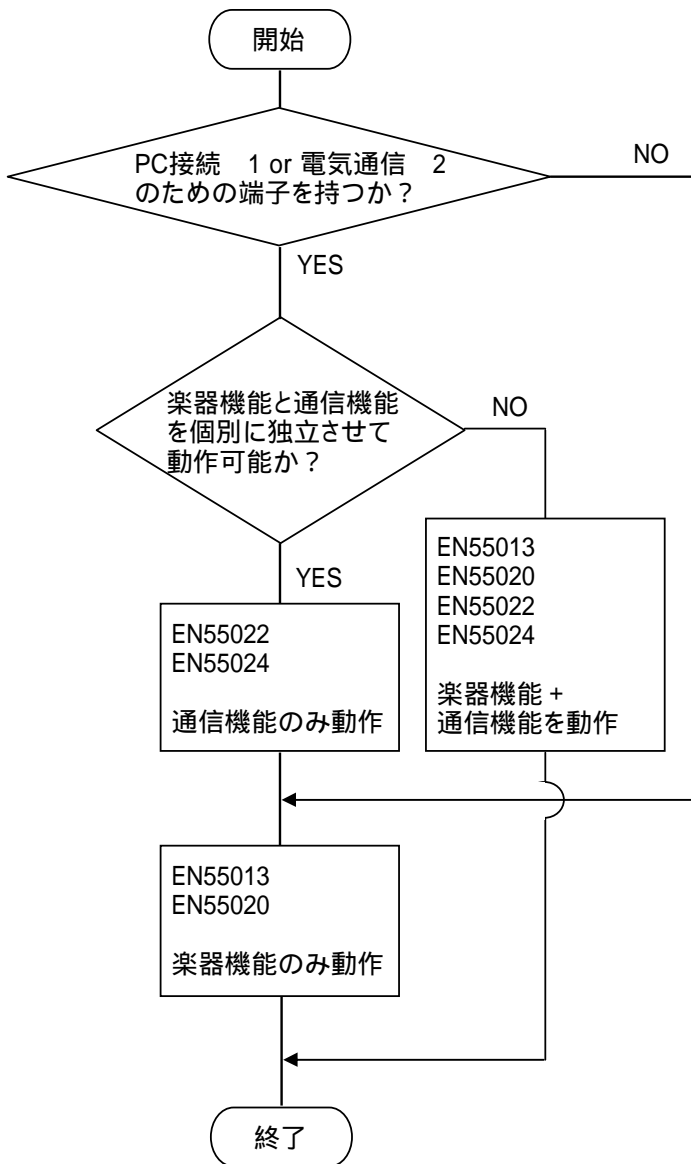 開始
PC接続　1 or 電気通信　2
のための端子を持つか？
NO
YES
楽器機能と通信機能
を個別に独立させて
動作可能か？
NO
YES
EN55013
EN55020
EN55022
EN55024
楽器機能 +
通信機能を動作
EN55022
EN55024
通信機能のみ動作
EN55013
EN55020
楽器機能のみ動作
終了